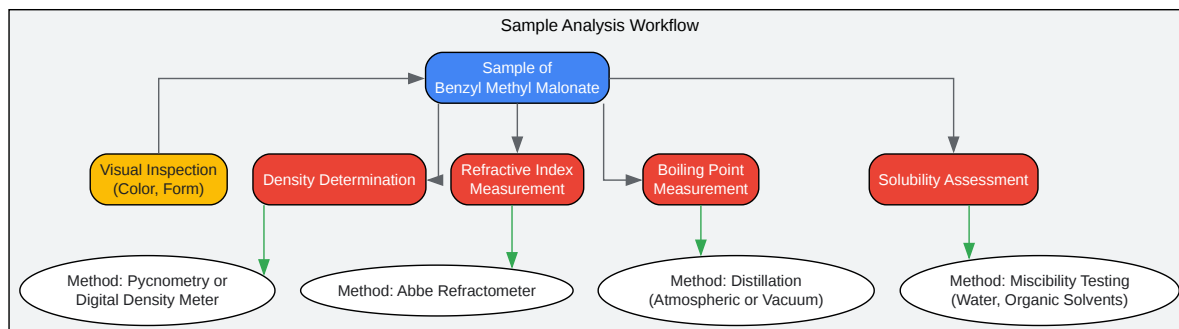 Sample Analysis Workflow
Sample of
Benzyl Methyl Malonate
Visual Inspection
(Color, Form)
Density Determination
Refractive Index
Measurement
Boiling Point
Measurement
Solubility Assessment
Method: Pycnometry or
Digital Density Meter
Method: Abbe Refractometer
Method: Distillation
(Atmospheric or Vacuum)
Method: Miscibility Testing
(Water, Organic Solvents)